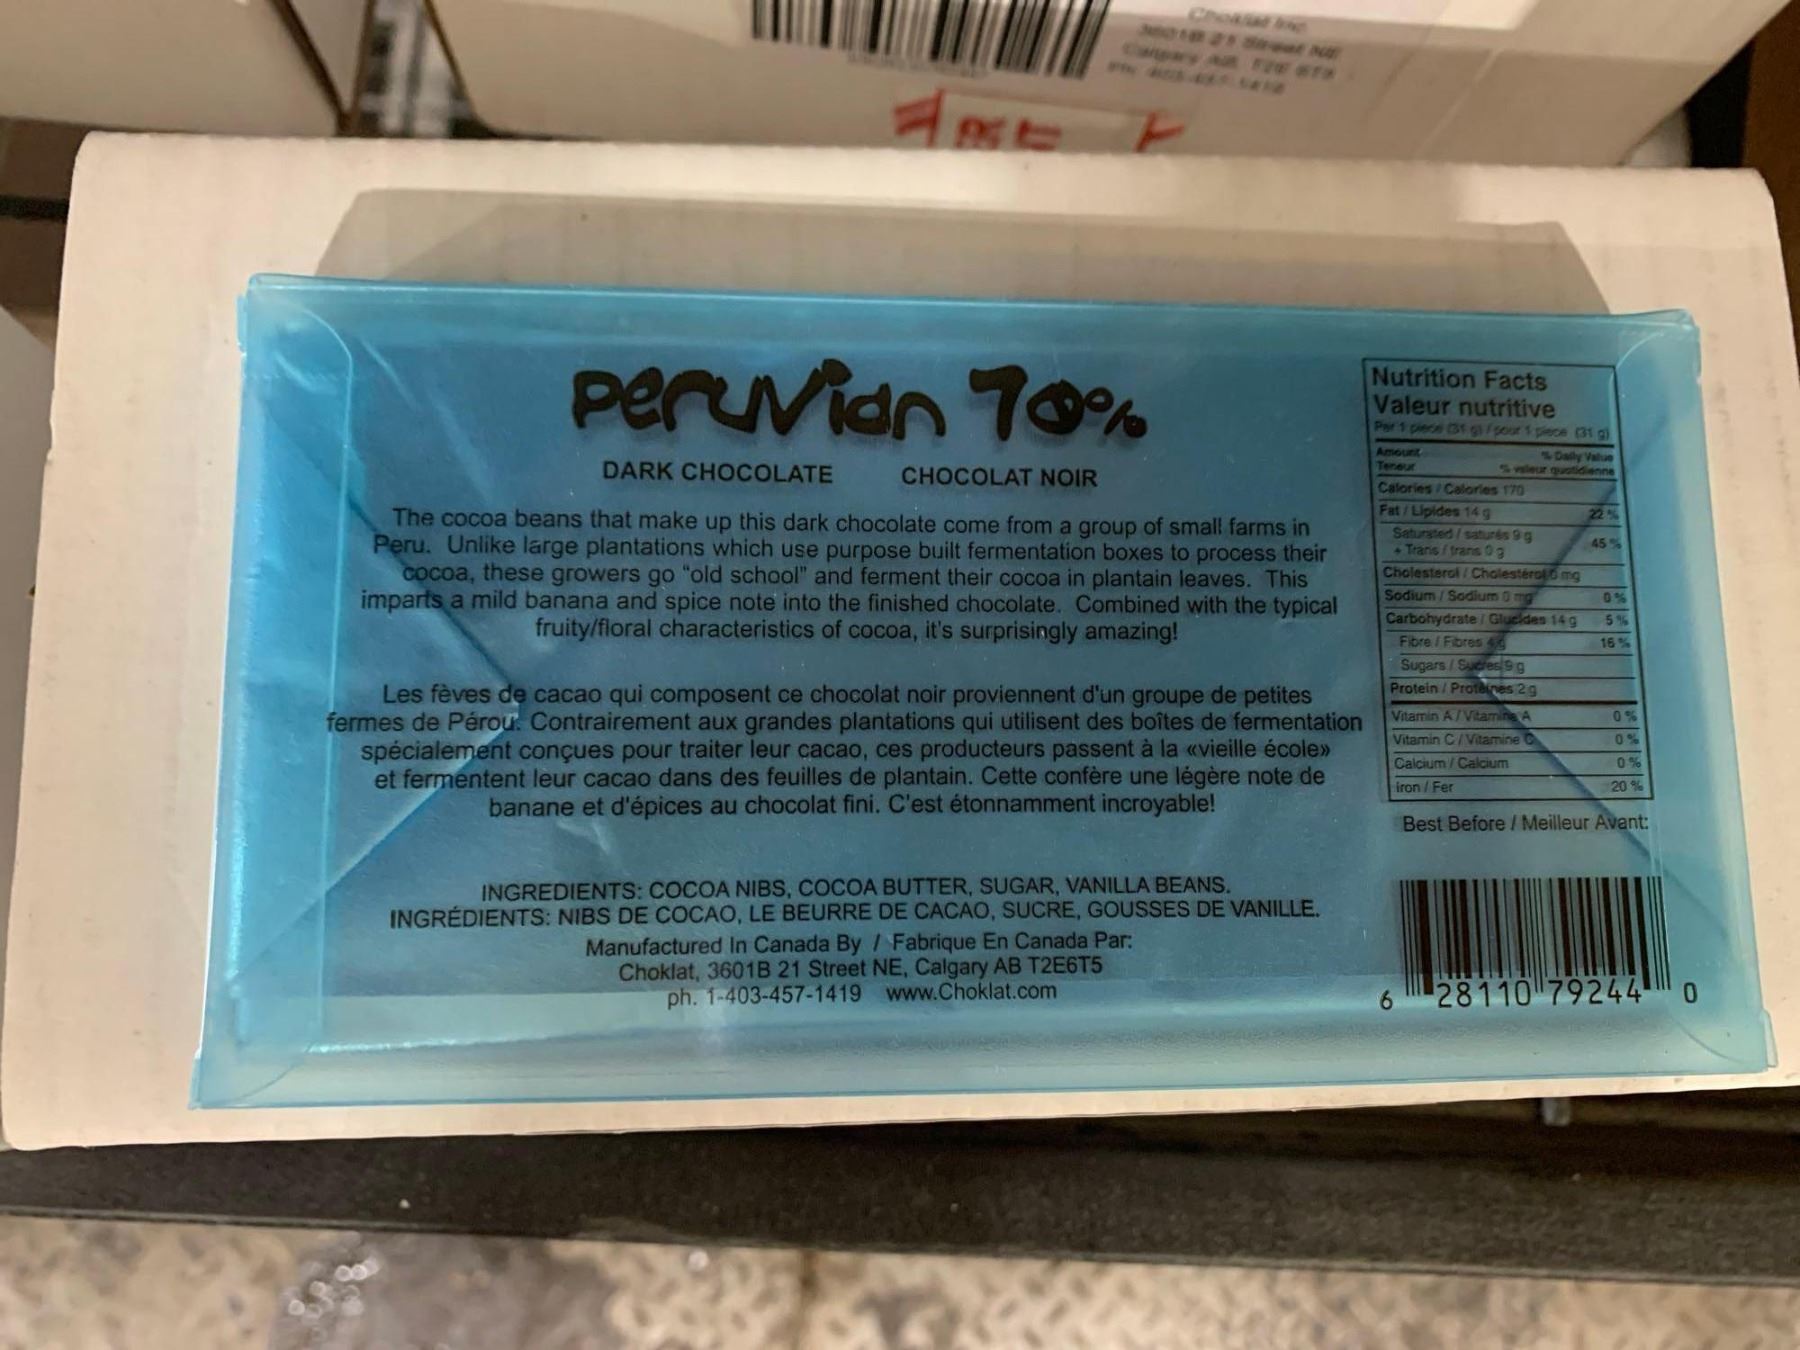 Choklat Inc.
3601B 21 Street NE
Calgary AB, T2E 6T5
peruvian 70%
DARK CHOCOLATE CHOCOLAT NOIR
The cocoa beans that make up this dark chocolate come from a group of small farms in
Peru. Unlike large plantations which use purpose built fermentation boxes to process their
cocoa, these growers go "old school" and ferment their cocoa in plantain leaves. This
imparts a mild banana and spice note into the finished chocolate. Combined with the typical
fruity/floral characteristics of cocoa, it's surprisingly amazing!
Les fèves de cacao qui composent ce chocolat noir proviennent d'un groupe de petites
fermes de Pérou. Contrairement aux grandes plantations qui utilisent des boîtes de fermentation
spécialement conçues pour traiter leur cacao, ces producteurs passent à la «vieille école»
et fermentent leur cacao dans des feuilles de plantain. Cette confère une légère note de
banane et d'épices au chocolat fini. C'est étonnamment incroyable!
INGREDIENTS: COCOA NIBS, COCOA BUTTER, SUGAR, VANILLA BEANS.
INGRÉDIENTS: NIBS DE COCAO, LE BEURRE DE CACAO, SUCRE, GOUSSES DE VANILLE.
Manufactured In Canada By / Fabrique En Canada Par:
Choklat, 3601B 21 Street NE, Calgary AB T2E6T5
ph. 1-403-457-1419 www.Choklat.com
Nutrition Facts
Valeur nutritive
Per 1 piece (31 g) / pour 1 piece (31 g)
Amount % Daily Value
Teneur % valeur quotidienne
Calories / Calories 170
Fat / Lipides 14 g 22 %
Saturated / saturés 9 g
+ Trans / trans 0 g 45 %
Cholesterol / Cholestérol 0 mg
Sodium / Sodium 0 mg 0 %
Carbohydrate / Glucides 14 g 5 %
Fibre / Fibres 4 g 16 %
Sugars / Sucres 9 g
Protein / Protéines 2 g
Vitamin A / Vitamine A 0 %
Vitamin C / Vitamine C 0 %
Calcium / Calcium 0 %
Iron / Fer 20 %
Best Before / Meilleur Avant:
6 28110 79244 0